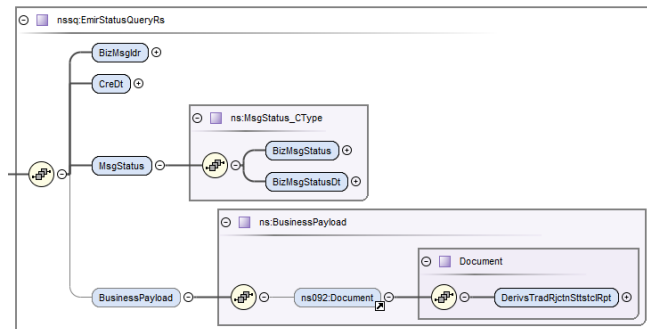 nssq:EmirStatusQueryRs
BizMsgIdr
CreDt
ns:MsgStatus_CType
MsgStatus
BizMsgStatus
BizMsgStatusDt
ns:BusinessPayload
Document
BusinessPayload
ns092:Document
DerivsTradRjctnSttstclRpt